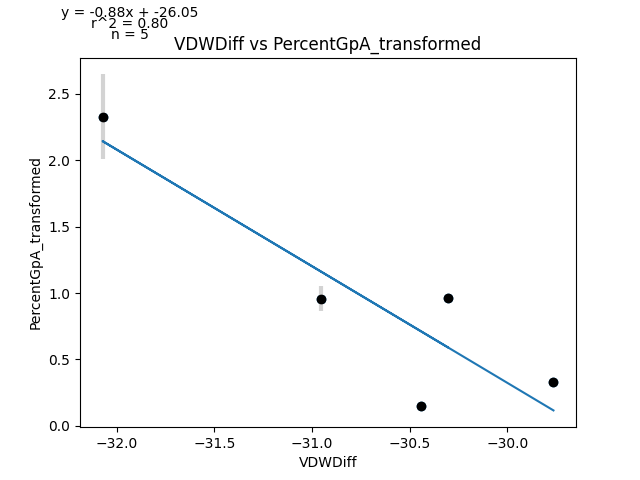 y = -0.88x + -26.05
r^2 = 0.80
n = 5
VDWDiff vs PercentGpA_transformed
PercentGpA_transformed
2.5
2.0
1.5
1.0
0.5
0.0
−32.0 −31.5 −31.0 −30.5 −30.0
VDWDiff